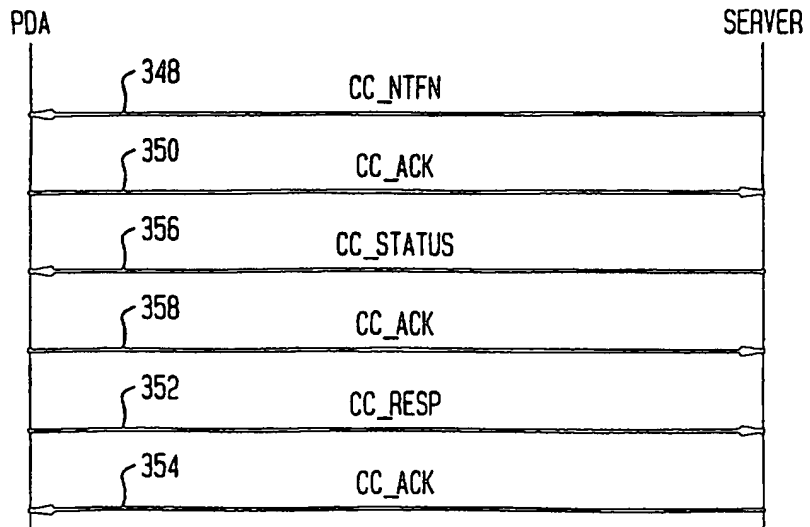 PDA SERVER
348 CC_NTFN
350 CC_ACK
356 CC_STATUS
358 CC_ACK
352 CC_RESP
354 CC_ACK